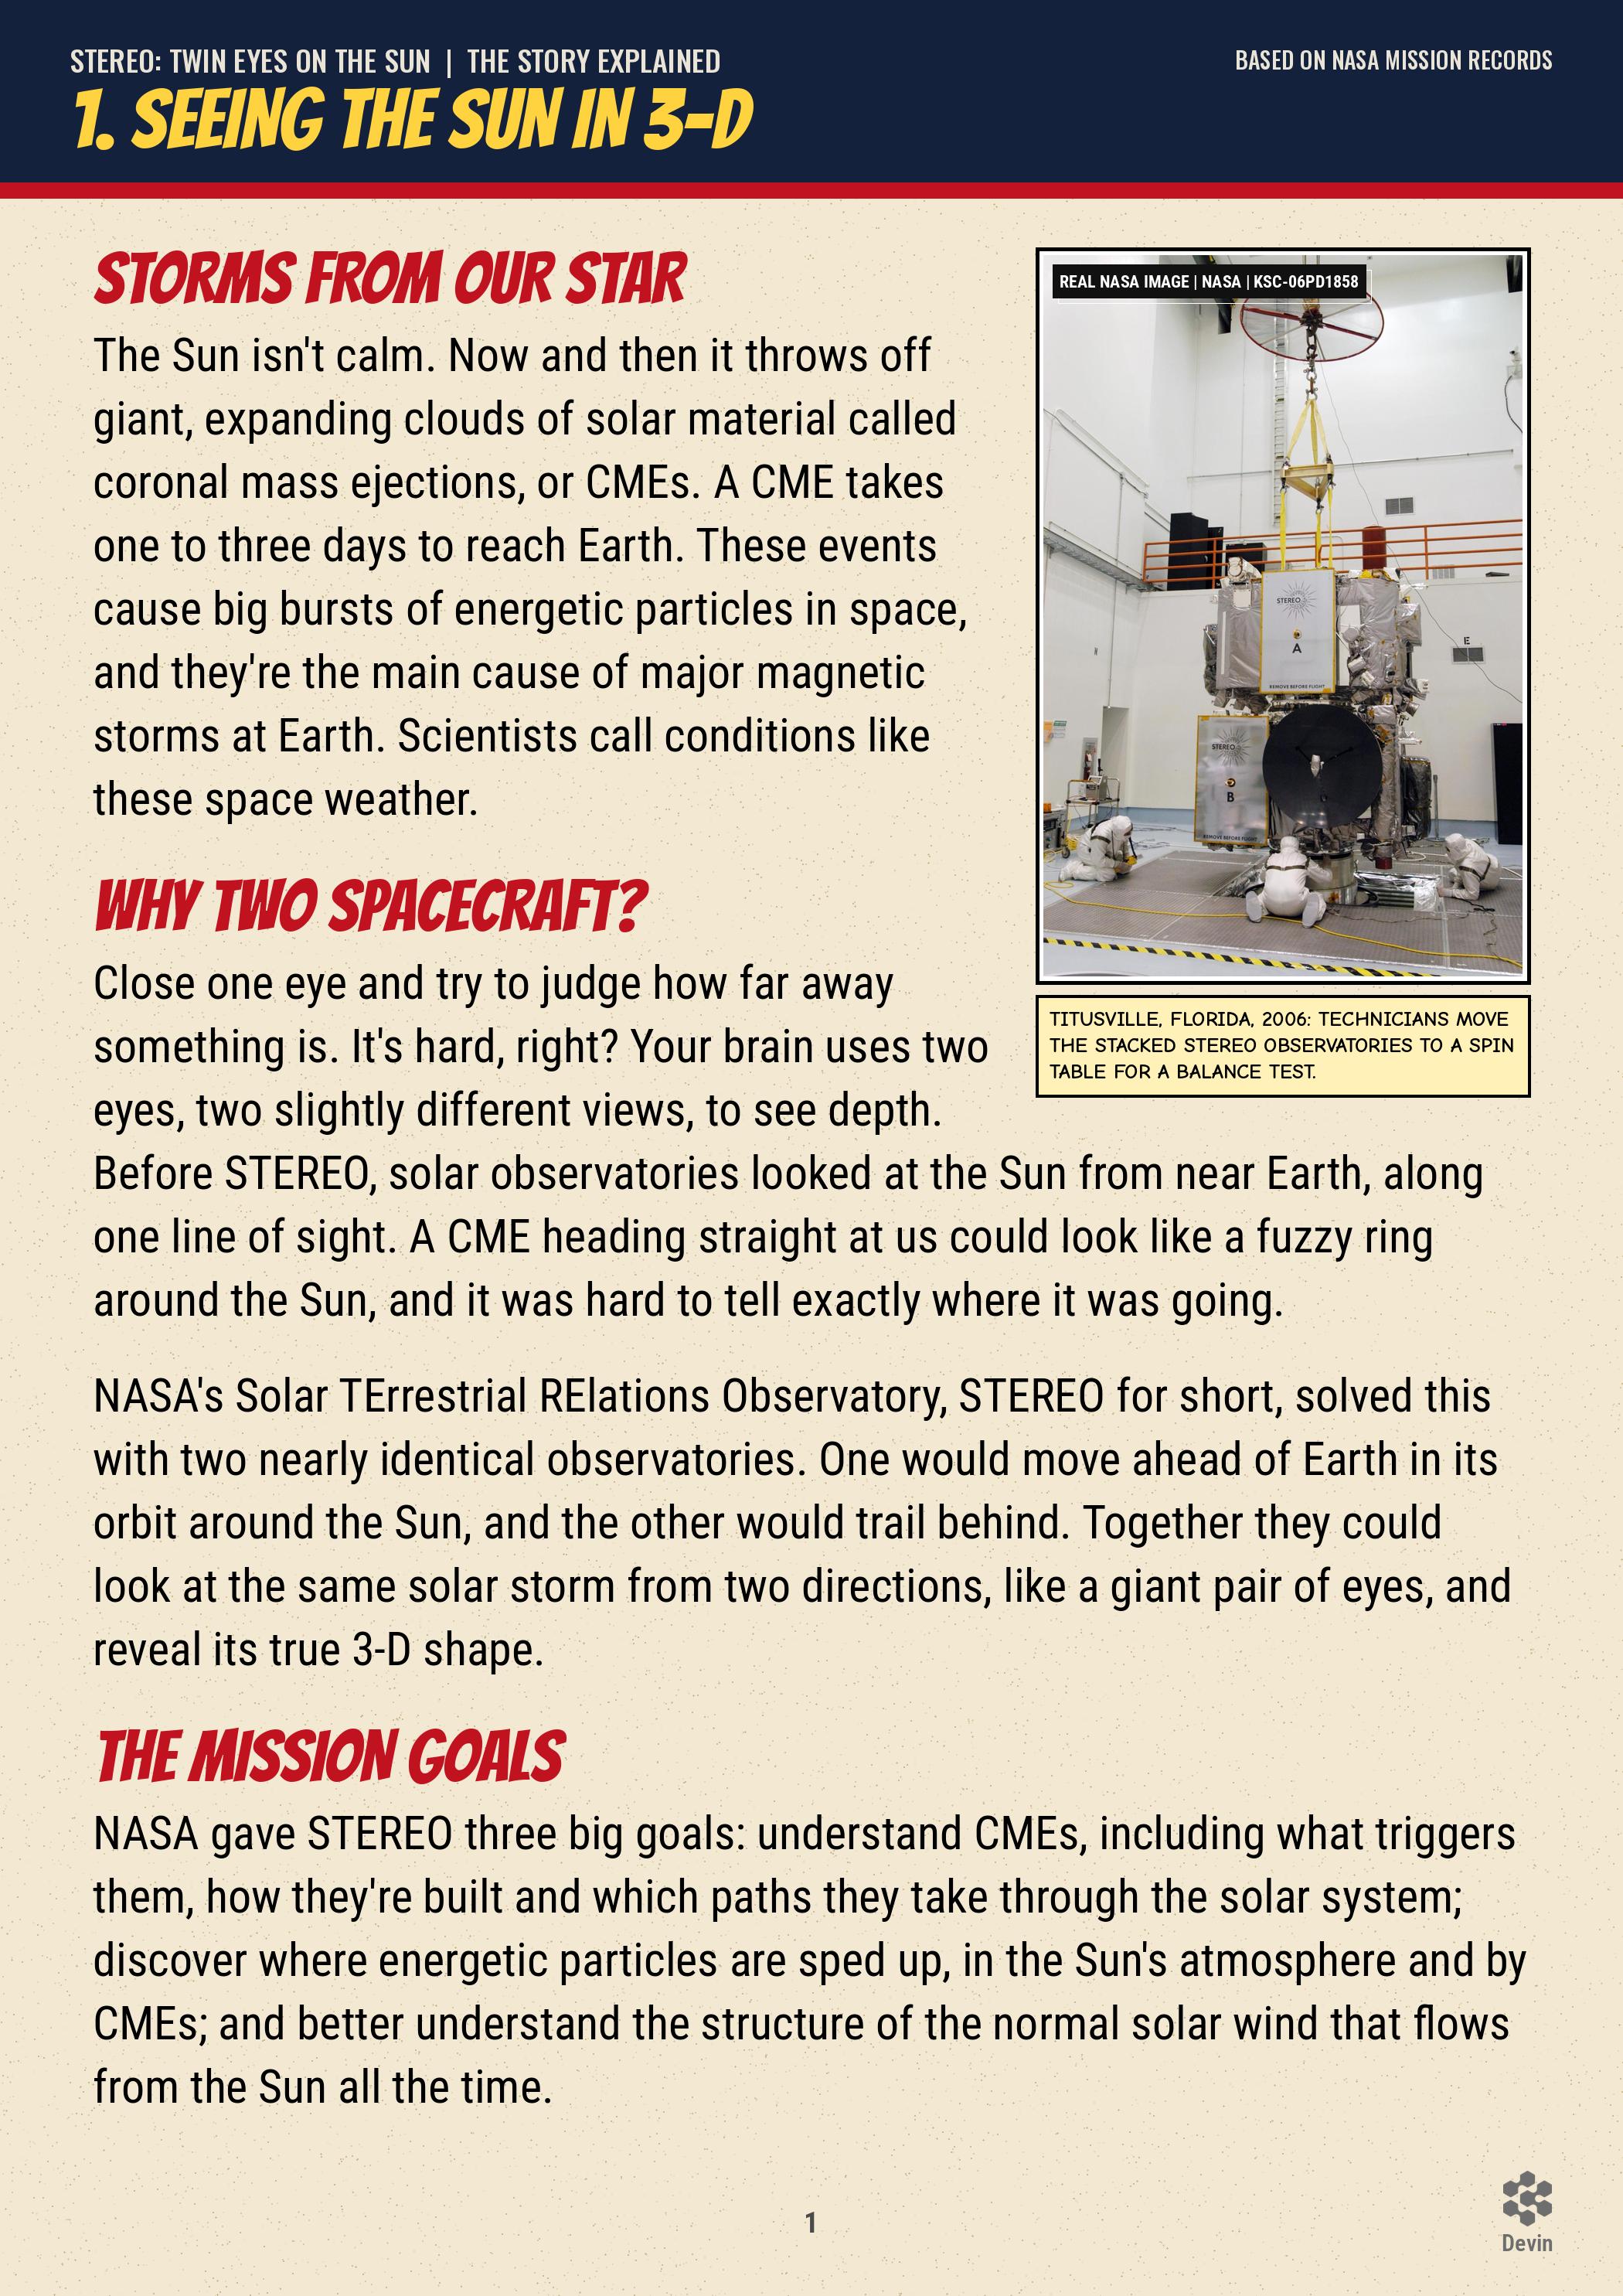 STEREO: TWIN EYES ON THE SUN | THE STORY EXPLAINED
BASED ON NASA MISSION RECORDS
1. SEEING THE SUN IN 3-D
STORMS FROM OUR STAR
The Sun isn't calm. Now and then it throws off
giant, expanding clouds of solar material called
coronal mass ejections, or CMEs. A CME takes
one to three days to reach Earth. These events
cause big bursts of energetic particles in space,
and they're the main cause of major magnetic
storms at Earth. Scientists call conditions like
these space weather.
REAL NASA IMAGE | NASA | KSC-06PD1858
STEREO
A
REMOVE BEFORE FLIGHT
STEREO
B
REMOVE BEFORE FLIGHT
E
TITUSVILLE, FLORIDA, 2006: TECHNICIANS MOVE
THE STACKED STEREO OBSERVATORIES TO A SPIN
TABLE FOR A BALANCE TEST.
WHY TWO SPACECRAFT?
Close one eye and try to judge how far away
something is. It's hard, right? Your brain uses two
eyes, two slightly different views, to see depth.
Before STEREO, solar observatories looked at the Sun from near Earth, along
one line of sight. A CME heading straight at us could look like a fuzzy ring
around the Sun, and it was hard to tell exactly where it was going.
NASA's Solar TErrestrial RElations Observatory, STEREO for short, solved this
with two nearly identical observatories. One would move ahead of Earth in its
orbit around the Sun, and the other would trail behind. Together they could
look at the same solar storm from two directions, like a giant pair of eyes, and
reveal its true 3-D shape.
THE MISSION GOALS
NASA gave STEREO three big goals: understand CMEs, including what triggers
them, how they're built and which paths they take through the solar system;
discover where energetic particles are sped up, in the Sun's atmosphere and by
CMEs; and better understand the structure of the normal solar wind that flows
from the Sun all the time.
1
Devin